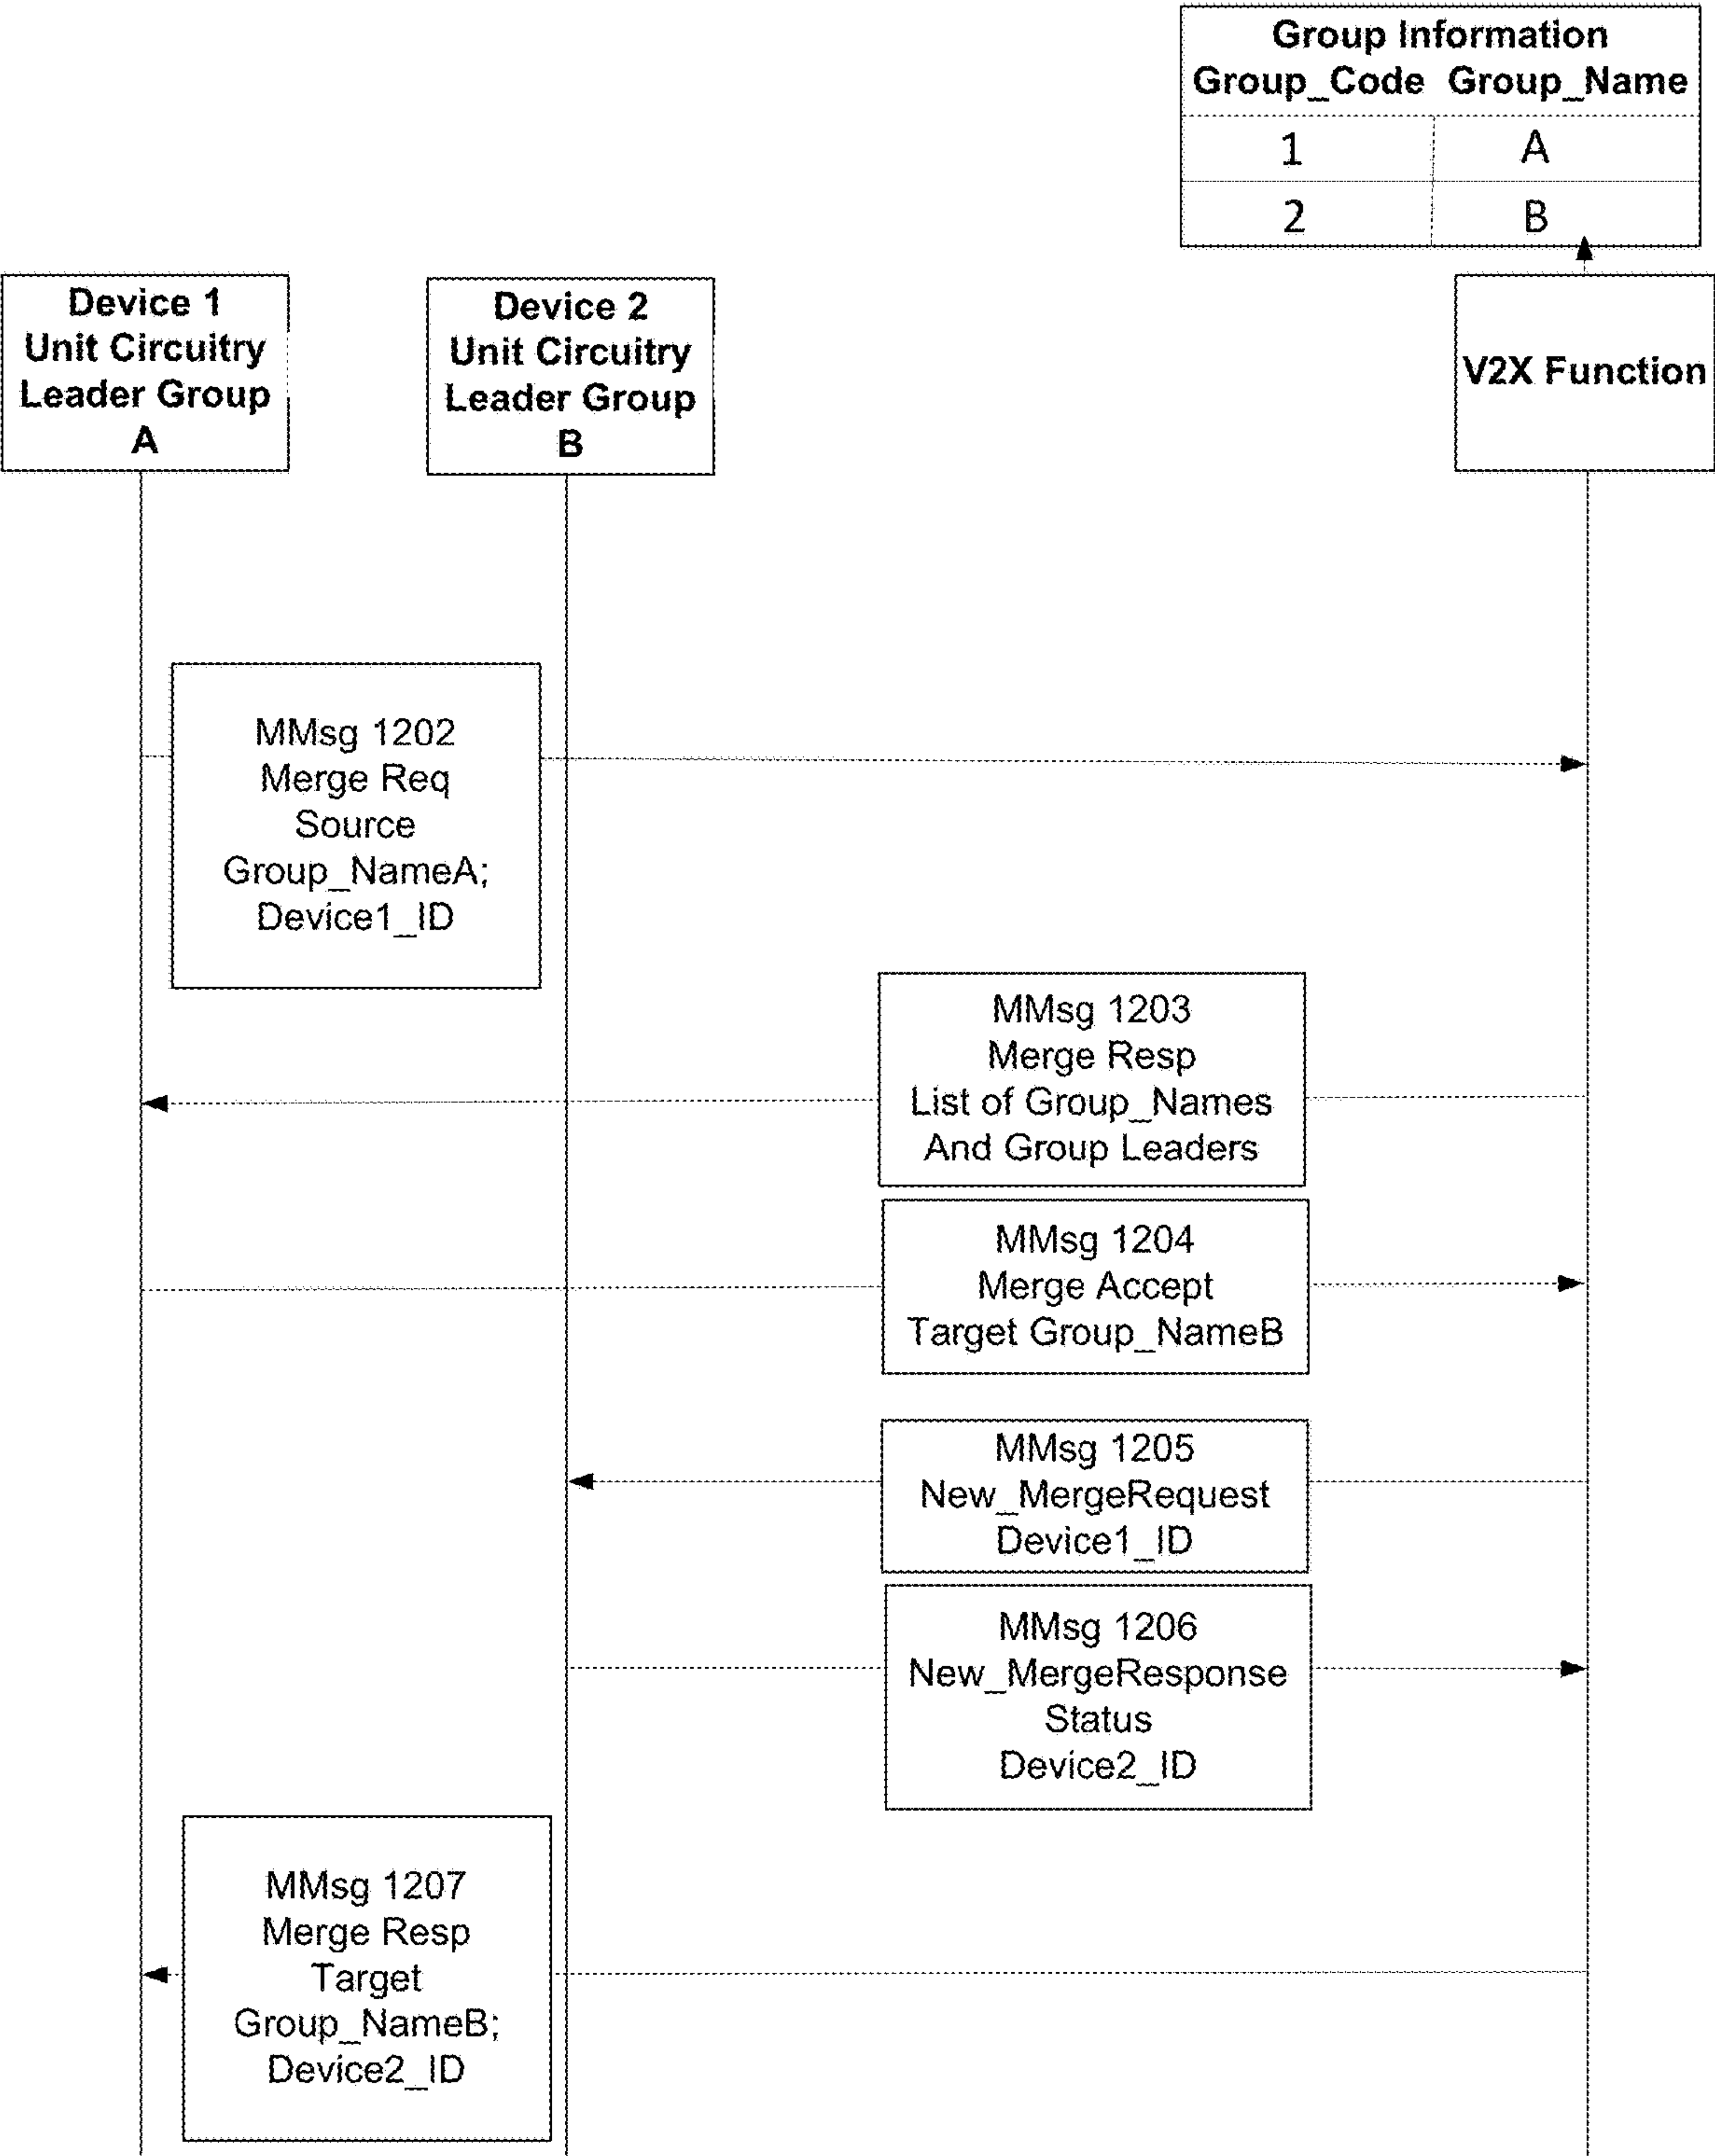 Group Information
Group_Code Group_Name
1 A
2 B
Device 1
Unit Circuitry
Leader Group
A
Device 2
Unit Circuitry
Leader Group
B
V2X Function
MMsg 1202
Merge Req
Source
Group_NameA;
Device1_ID
MMsg 1203
Merge Resp
List of Group_Names
And Group Leaders
MMsg 1204
Merge Accept
Target Group_NameB
MMsg 1205
New_MergeRequest
Device1_ID
MMsg 1206
New_MergeResponse
Status
Device2_ID
MMsg 1207
Merge Resp
Target
Group_NameB;
Device2_ID